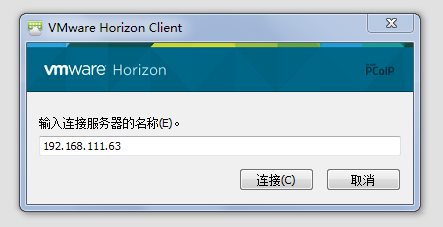 VMware Horizon Client
vmware Horizon
PCoIP
输入连接服务器的名称(E)。
192.168.111.63
连接(C) 取消